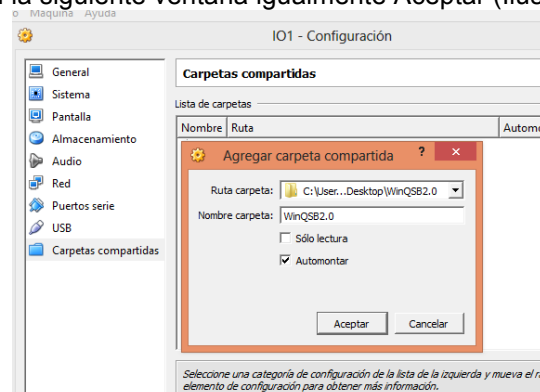 la siguiente ventana igualmente Aceptar
Máquina Ayuda
IO1 - Configuración
General
Sistema
Pantalla
Almacenamiento
Audio
Red
Puertos serie
USB
Carpetas compartidas
Carpetas compartidas
Lista de carpetas
Nombre Ruta
Agregar carpeta compartida ? ×
Ruta carpeta: C:\User...Desktop\WinQSB2.0
Nombre carpeta: WinQSB2.0
Sólo lectura
Automontar
Aceptar Cancelar
Seleccione una categoría de configuración de la lista de la izquierda y mueva el
elemento de configuración para obtener más información.